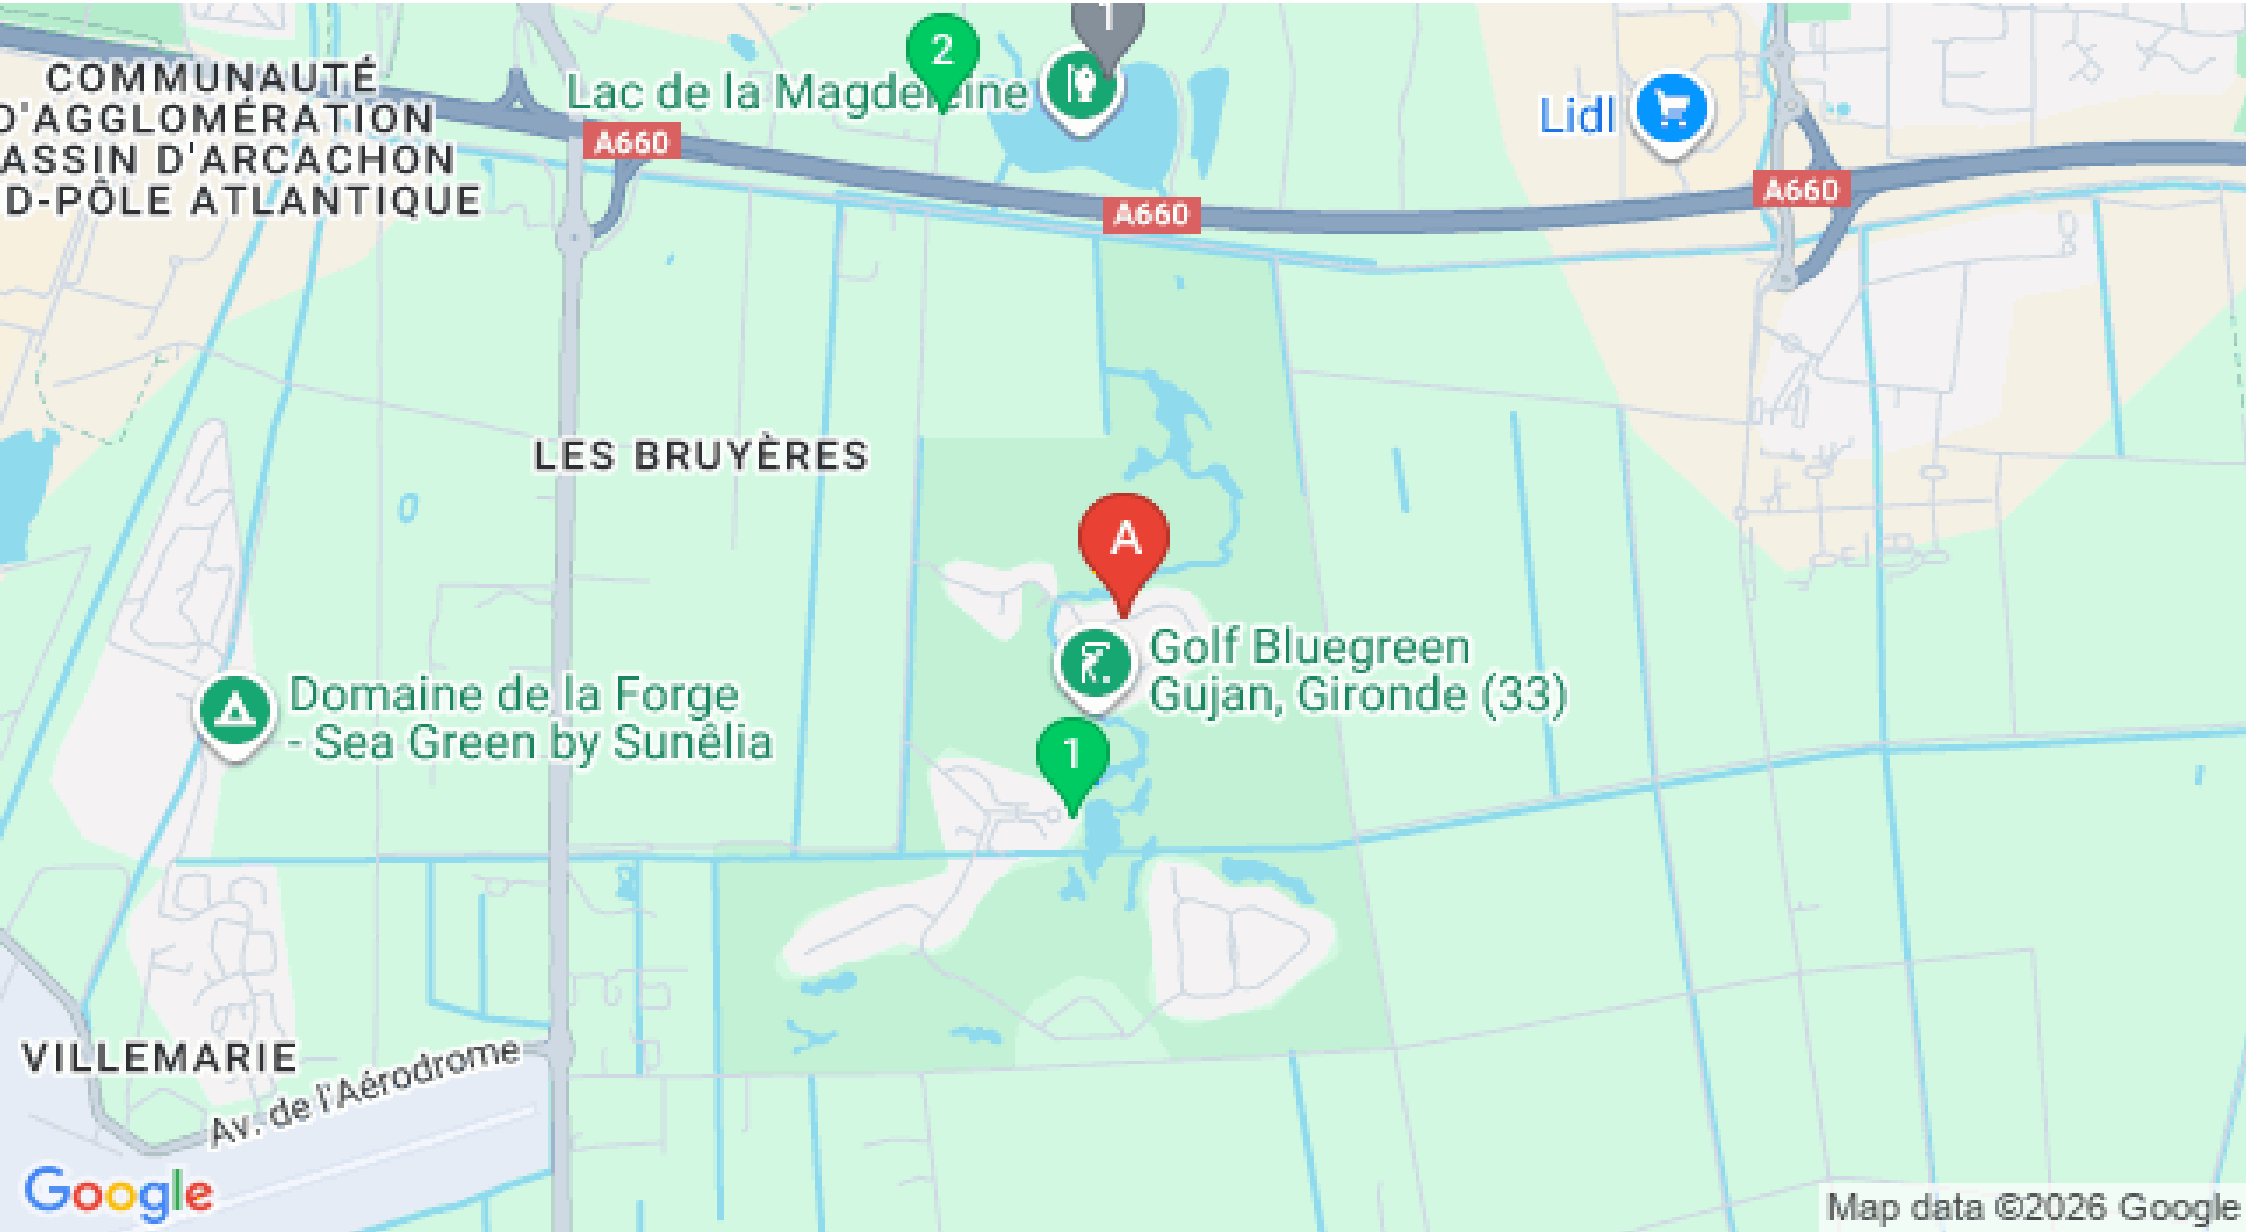 COMMUNAUTÉ
D'AGGLOMÉRATION
ASSIN D'ARCACHON
D-PÔLE ATLANTIQUE
2
1
Lac de la Magdeleine
Lidl
A660
A660
A660
LES BRUYÈRES
A
Golf Bluegreen
Gujan, Gironde (33)
Domaine de la Forge
- Sea Green by Sunêlia
1
VILLEMARIE
Av. de l'Aérodrome
Google
Map data ©2026 Google